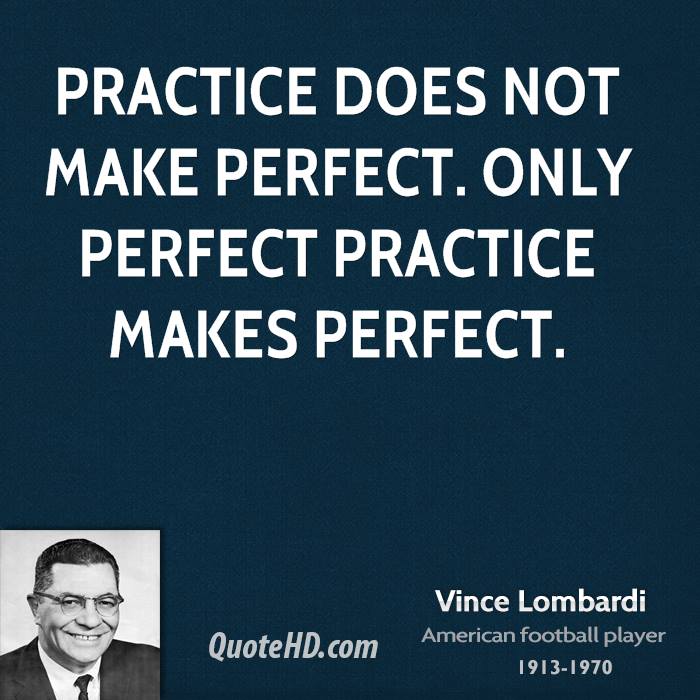 PRACTICE DOES NOT
MAKE PERFECT. ONLY
PERFECT PRACTICE
MAKES PERFECT.
Vince Lombardi
American football player
1913-1970
QuoteHD.com